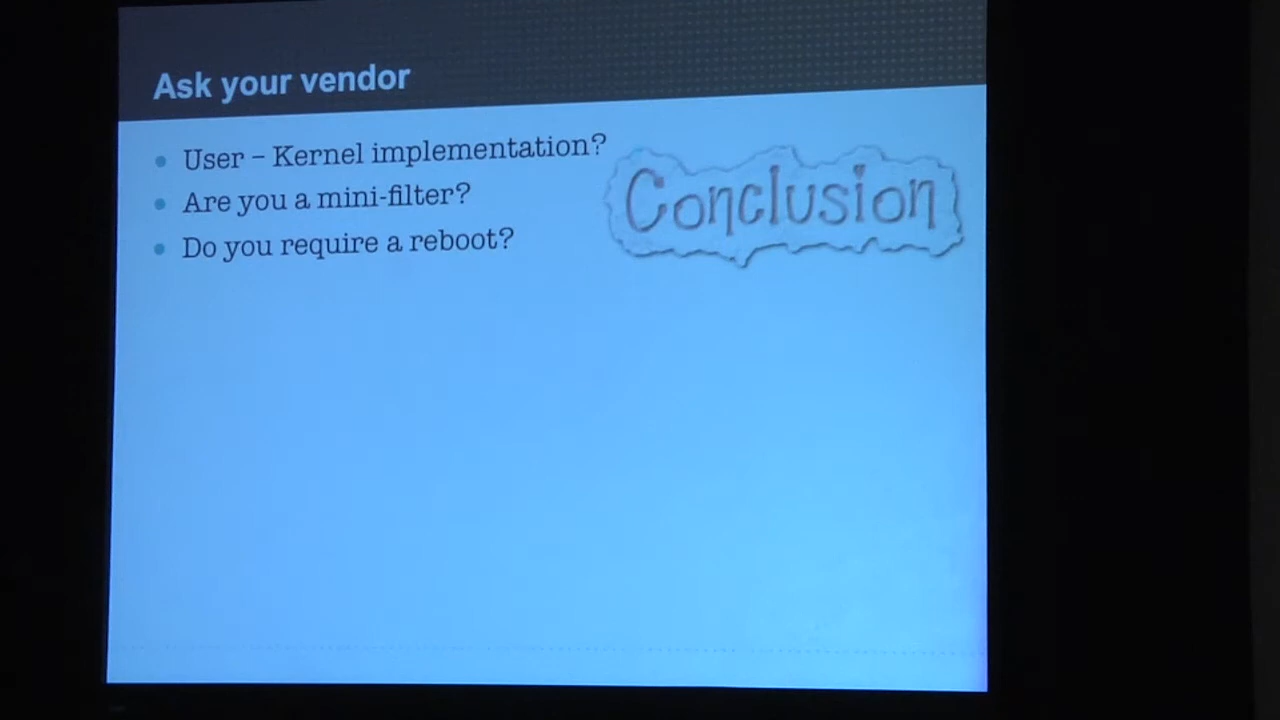 Ask your vendor
User – Kernel implementation?
Are you a mini-filter?
Do you require a reboot?
Conclusion